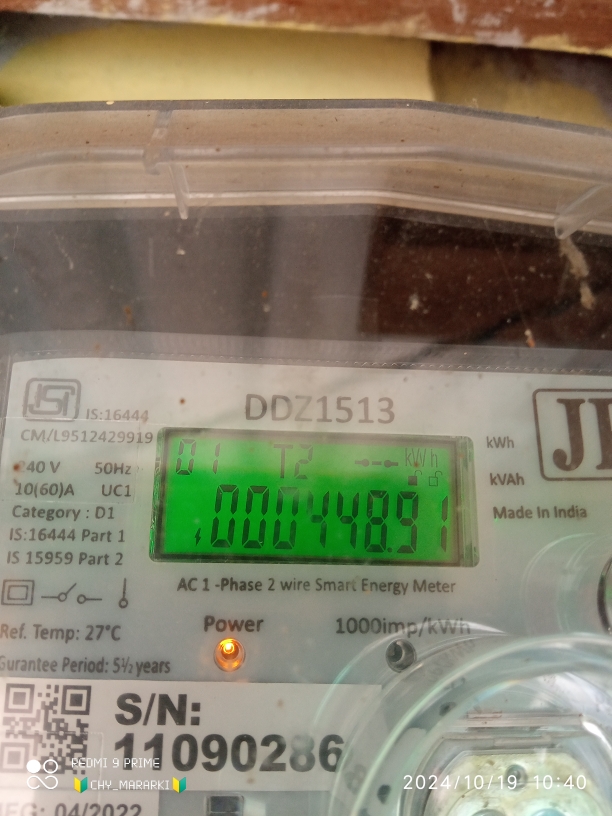 DDZ1513
IS:16444
CM/L9512429919
40 V 50Hz
10(60)A UC1
Category : D1
IS:16444 Part 1
IS 15959 Part 2
01 T2 kWh
000448.91
kWh
kVAh
Made In India
AC 1 -Phase 2 wire Smart Energy Meter
Power 1000imp/kWh
Ref. Temp: 27°C
Gurantee Period: 5½ years
S/N:
11090286
04/2022
REDMI 9 PRIME
CHY_MARARKI
2024/10/19 10:40